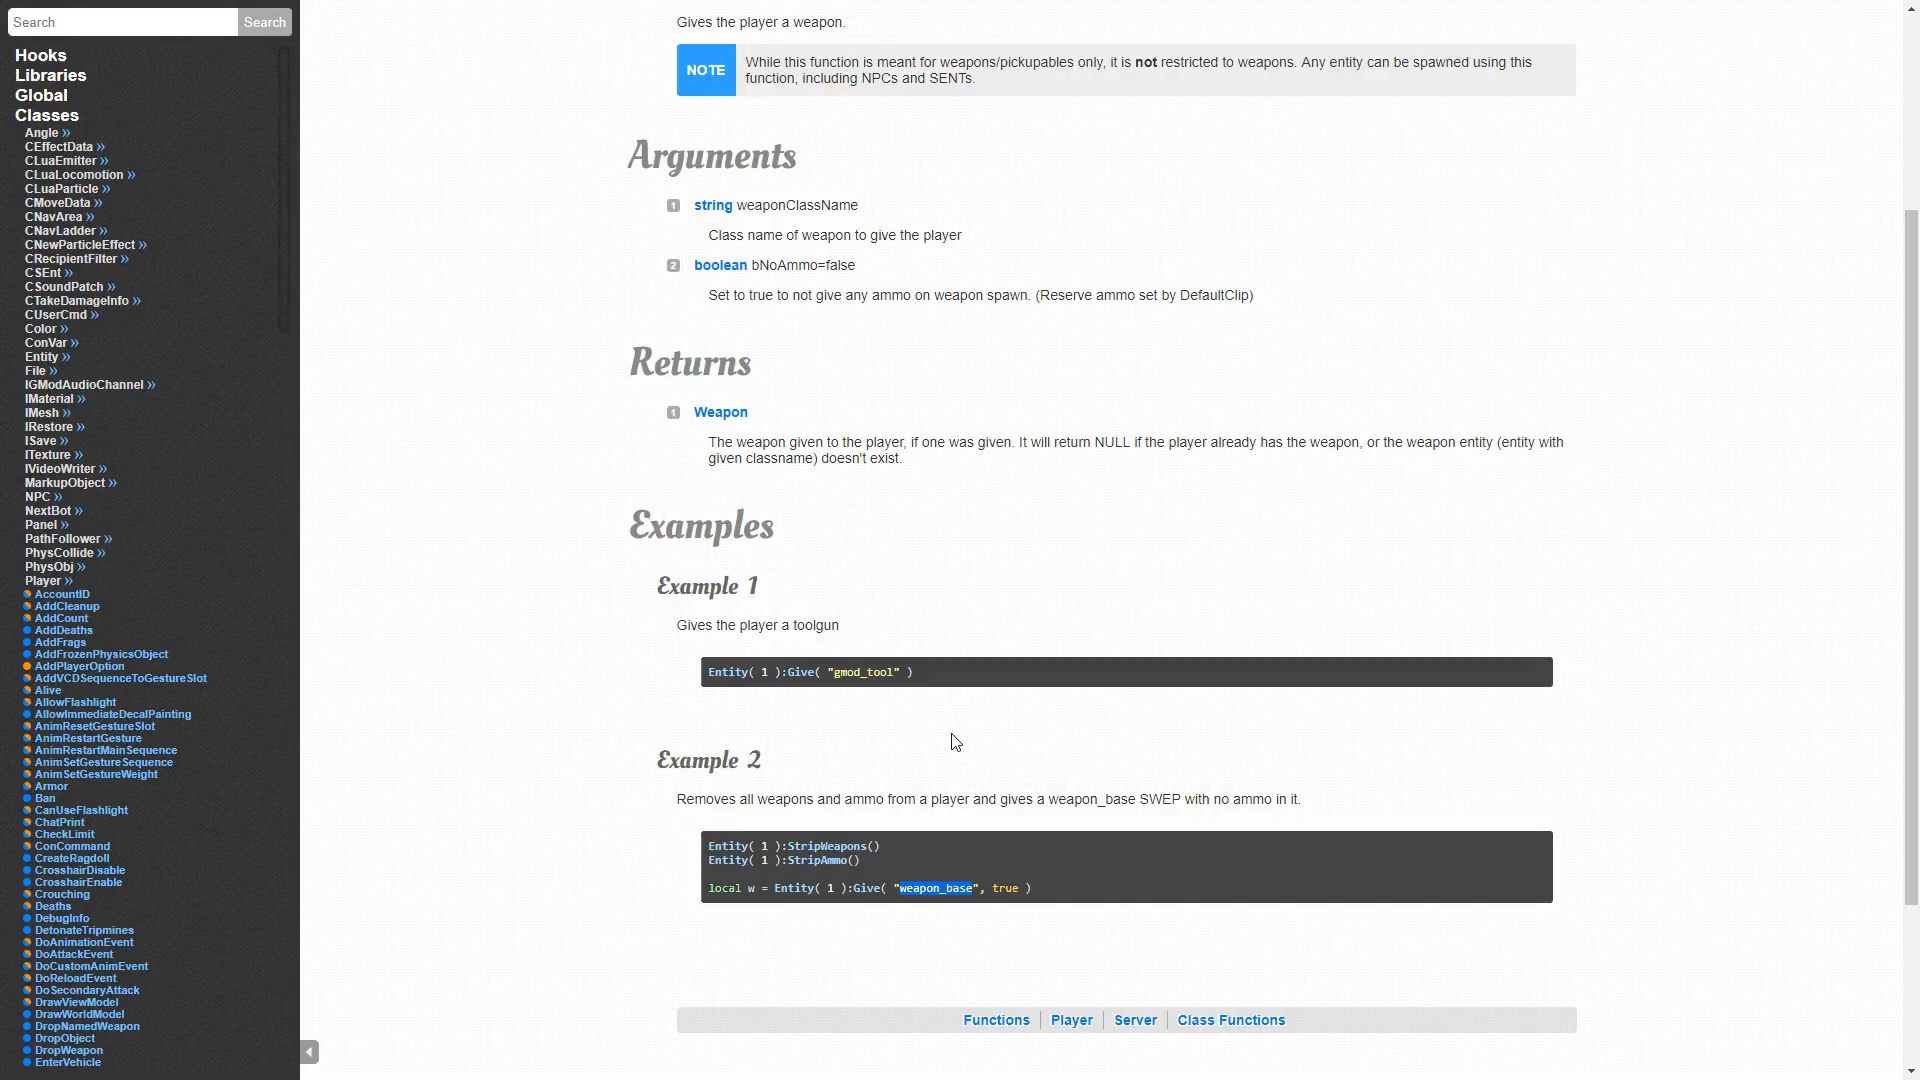 Search
Search
Hooks
Libraries
Global
Classes
Angle »
CEffectData »
CLuaEmitter »
CLuaLocomotion »
CLuaParticle »
CMoveData »
CNavArea »
CNavLadder »
CNewParticleEffect »
CRecipientFilter »
CSEnt »
CSoundPatch »
CTakeDamageInfo »
CUserCmd »
Color »
ConVar »
Entity »
File »
IGModAudioChannel »
IMaterial »
IMesh »
IRestore »
ISave »
ITexture »
IVideoWriter »
MarkupObject »
NPC »
NextBot »
Panel »
PathFollower »
PhysCollide »
PhysObj »
Player »
AccountID
AddCleanup
AddCount
AddDeaths
AddFrags
AddFrozenPhysicsObject
AddPlayerOption
AddVCDSequenceToGestureSlot
Alive
AllowFlashlight
AllowImmediateDecalPainting
AnimResetGestureSlot
AnimRestartGesture
AnimRestartMainSequence
AnimSetGestureSequence
AnimSetGestureWeight
Armor
Ban
CanUseFlashlight
ChatPrint
CheckLimit
ConCommand
CreateRagdoll
CrosshairDisable
CrosshairEnable
Crouching
Deaths
DebugInfo
DetonateTripmines
DoAnimationEvent
DoAttackEvent
DoCustomAnimEvent
DoReloadEvent
DoSecondaryAttack
DrawViewModel
DrawWorldModel
DropNamedWeapon
DropObject
DropWeapon
EnterVehicle
Gives the player a weapon.
NOTE
While this function is meant for weapons/pickupables only, it is not restricted to weapons. Any entity can be spawned using this
function, including NPCs and SENTs.
Arguments
1 string weaponClassName
Class name of weapon to give the player
2 boolean bNoAmmo=false
Set to true to not give any ammo on weapon spawn. (Reserve ammo set by DefaultClip)
Returns
1 Weapon
The weapon given to the player, if one was given. It will return NULL if the player already has the weapon, or the weapon entity (entity with
given classname) doesn't exist.
Examples
Example 1
Gives the player a toolgun
Entity( 1 ):Give( "gmod_tool" )
Example 2
Removes all weapons and ammo from a player and gives a weapon_base SWEP with no ammo in it.
Entity( 1 ):StripWeapons()
Entity( 1 ):StripAmmo()
local w = Entity( 1 ):Give( "weapon_base", true )
Functions | Player | Server | Class Functions